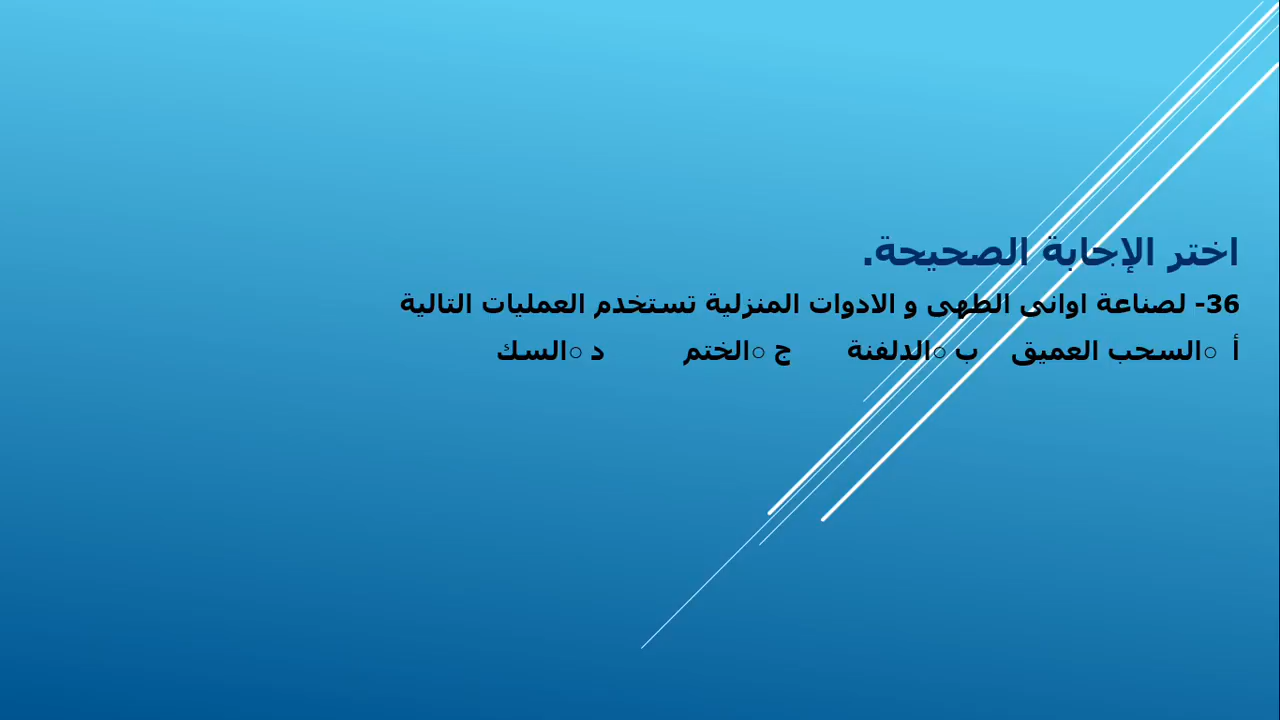 اختر الإجابة الصحيحة.
36- لصناعة اوانى الطهى و الادوات المنزلية تستخدم العمليات التالية
أ ○السحب العميق ب ○الدلفنة ج ○الختم د ○السك